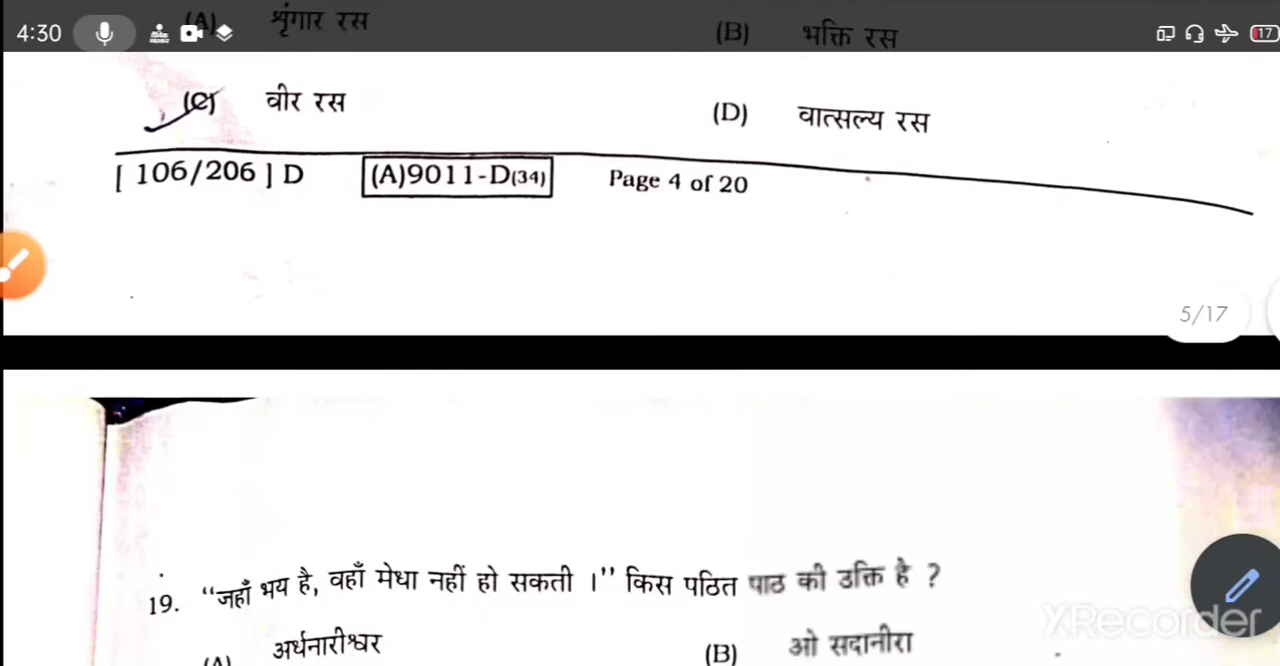 4:30 17
(A) श्रृंगार रस (B) भक्ति रस
(C) वीर रस (D) वात्सल्य रस
[ 106/206 ] D (A)9011-D(34) Page 4 of 20
5/17
19. “जहाँ भय है, वहाँ मेधा नहीं हो सकती ।” किस पठित पाठ की उक्ति है ?
(A) अर्धनारीश्वर (B) ओ सदानीरा
XRecorder